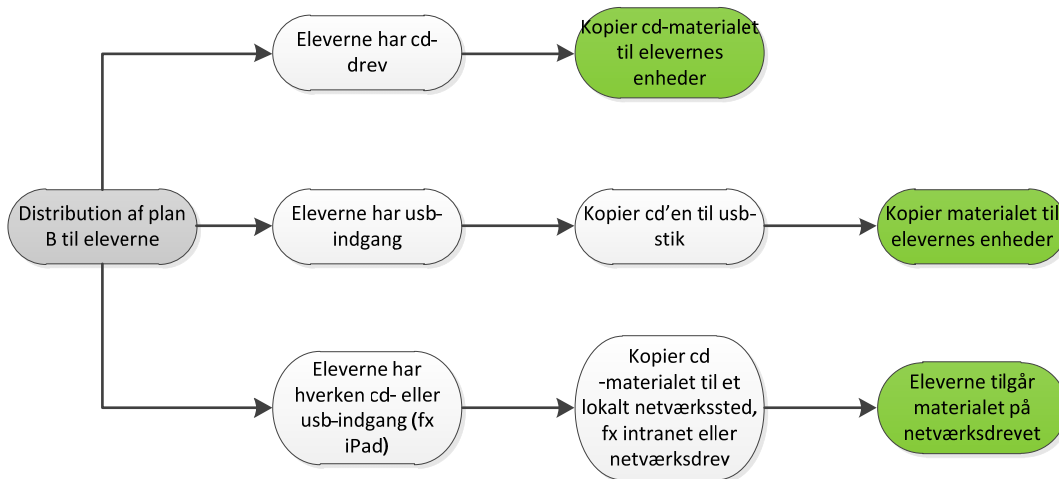 Eleverne har cd-
drev
Kopier cd-materialet
til elevernes
enheder
Distribution af plan
B til eleverne
Eleverne har usb-
indgang
Kopier cd'en til usb-
stik
Kopier materialet til
elevernes enheder
Eleverne har
hverken cd- eller
usb-indgang (fx
iPad)
Kopier cd
-materialet til et
lokalt netværkssted,
fx intranet eller
netværksdrev
Eleverne tilgår
materialet på
netværksdrevet